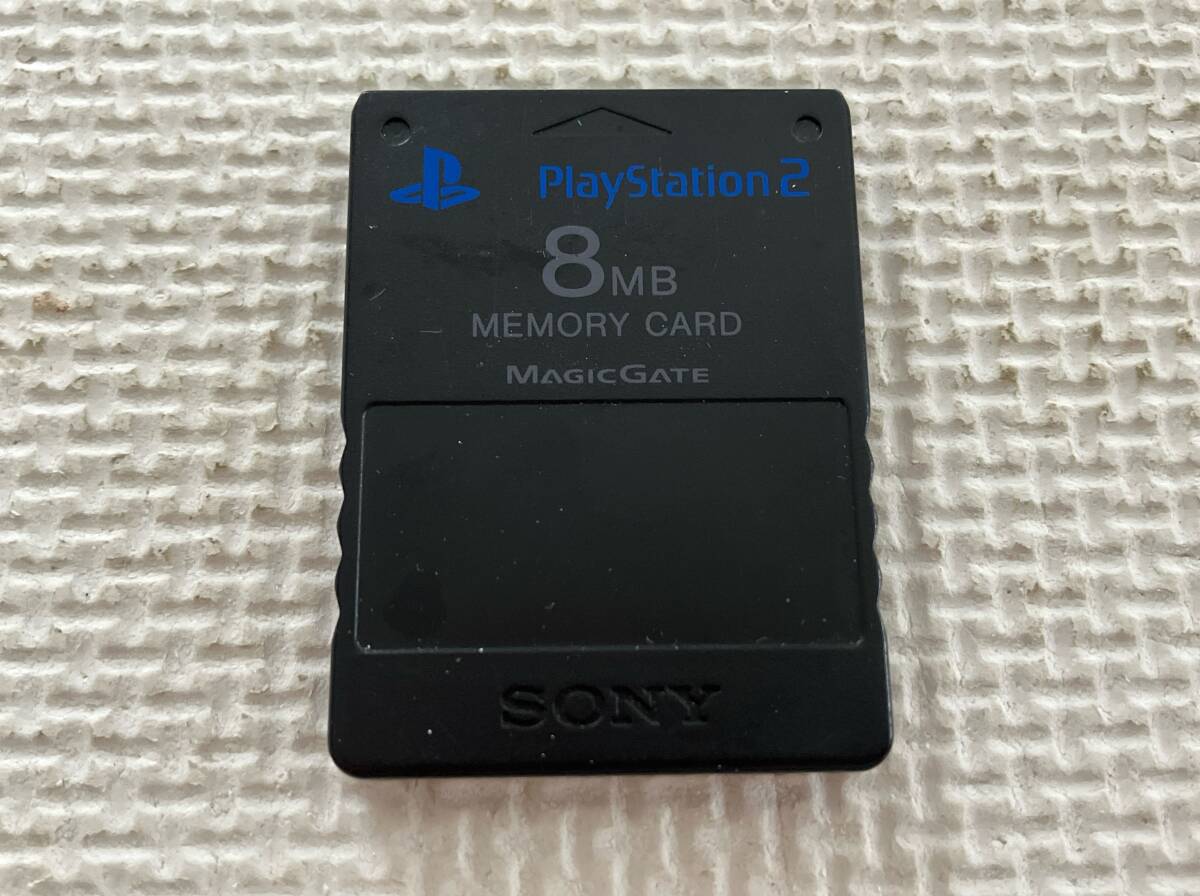 PlayStation 2
8MB
MEMORY CARD
MAGICGATE
SONY